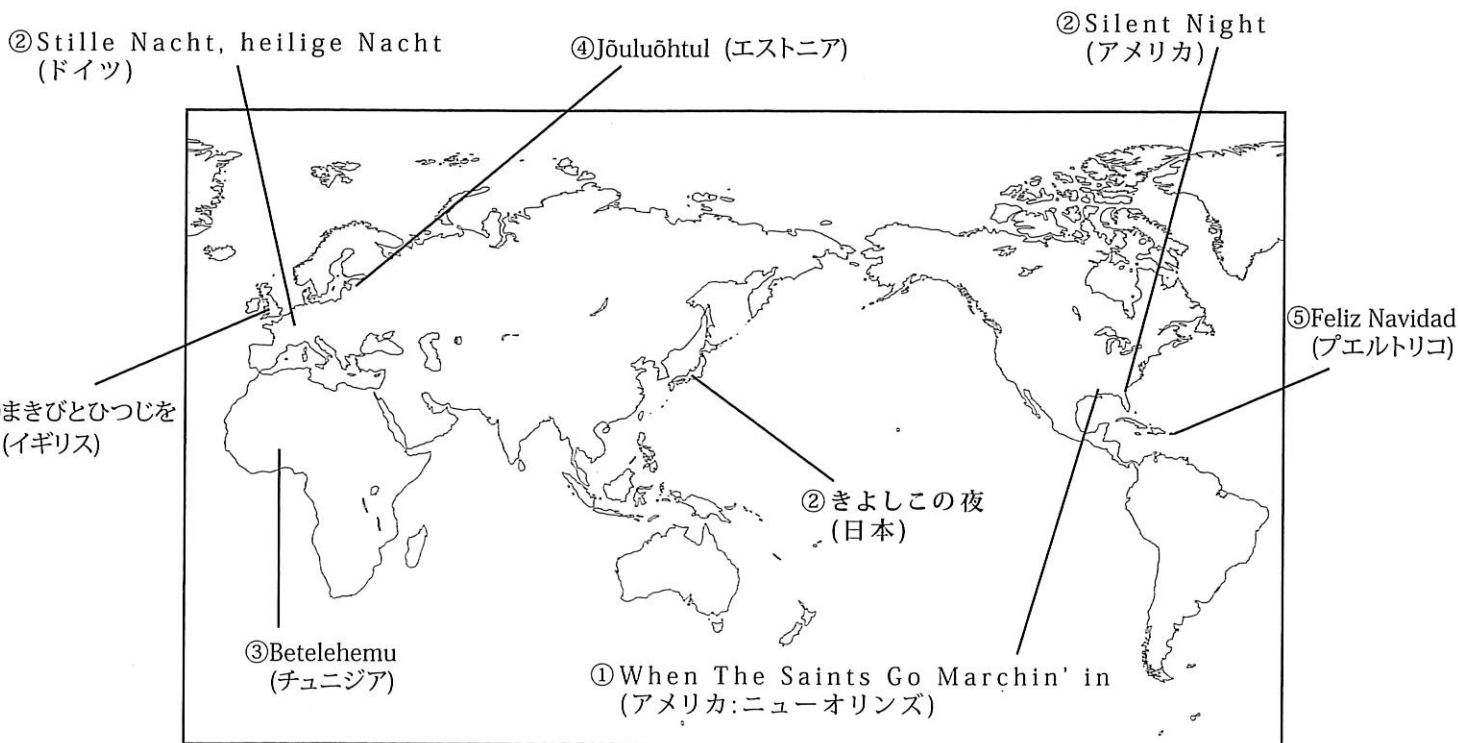 ②Stille Nacht, heilige Nacht
(ドイツ)
④Jõuluõhtul (エストニア)
②Silent Night
(アメリカ)
⑤Feliz Navidad
(プエルトリコ)
まきびとひつじを
(イギリス)
②きよしこの夜
(日本)
③Betelehemu
(チュニジア)
①When The Saints Go Marchin' in
(アメリカ:ニューオリンズ)